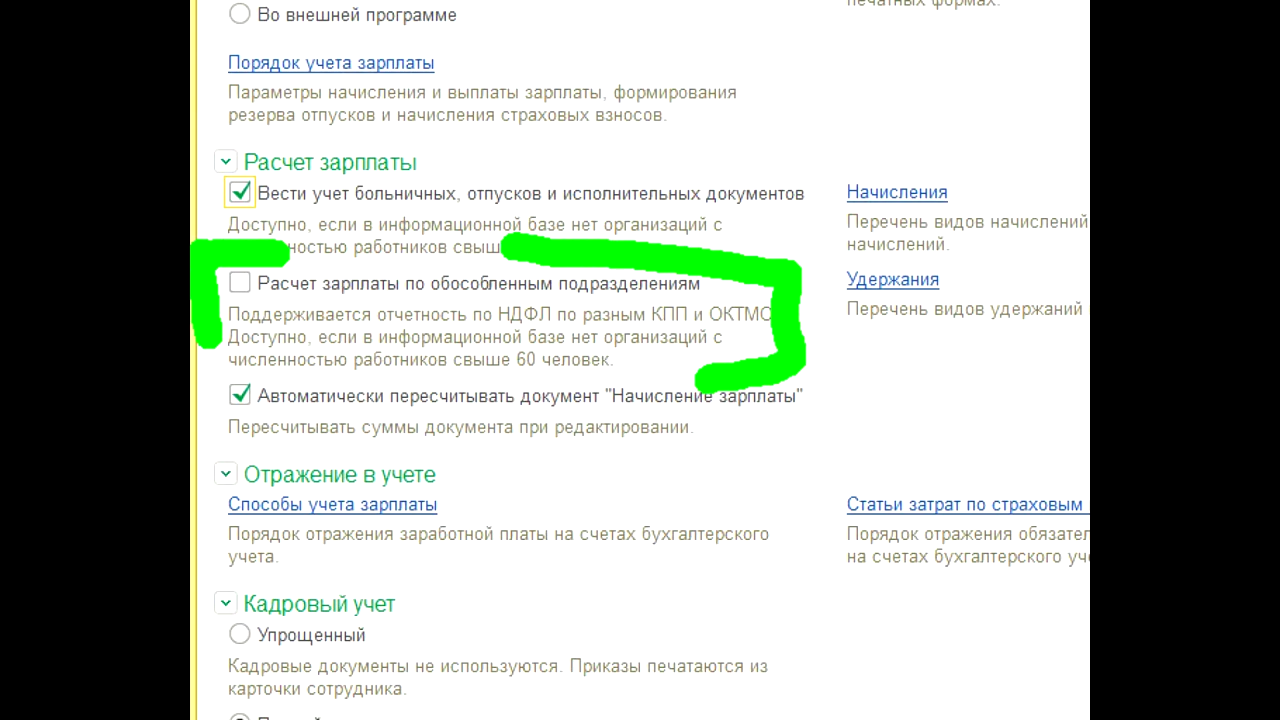 печатных формах.
Во внешней программе
Порядок учета зарплаты
Параметры начисления и выплаты зарплаты, формирования
резерва отпусков и начисления страховых взносов.
Расчет зарплаты
Вести учет больничных, отпусков и исполнительных документов
Доступно, если в информационной базе нет организаций с
работников
Начисления
Перечень видов начислений
начислений.
Расчет зарплаты по обособленным подразделениям
Поддерживается отчетность по НДФЛ по разным КПП и ОКТМО
Доступно, если в информационной базе нет организаций с
численностью работников свыше 60 человек.
Удержания
Перечень видов удержаний
Автоматически пересчитывать документ "Начисление зарплаты"
Пересчитывать суммы документа при редактировании.
Отражение в учете
Способы учета зарплаты
Порядок отражения заработной платы на счетах бухгалтерского
учета.
Статьи затрат по страховым
Порядок отражения
на счетах бухгалтерского
Кадровый учет
Упрощенный
Кадровые документы не используются. Приказы печатаются из
карточки сотрудника.